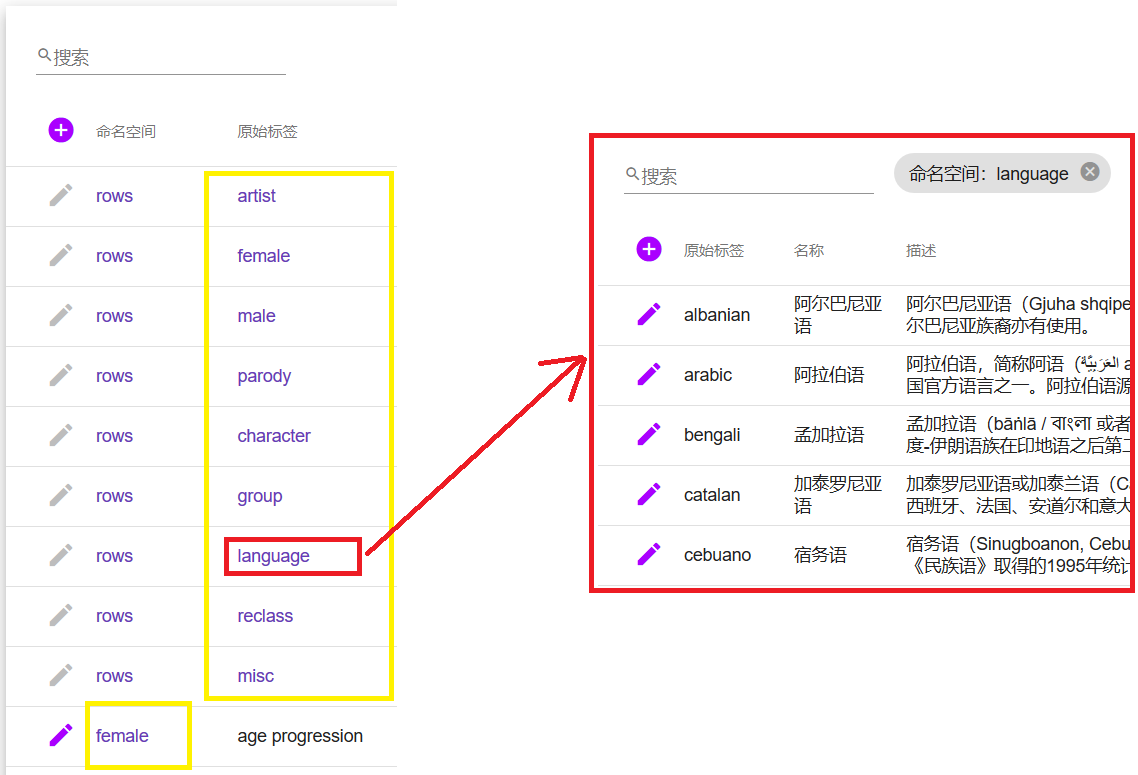 搜索
命名空间 原始标签
rows artist
rows female
rows male
rows parody
rows character
rows group
rows language
rows reclass
rows misc
female age progression
搜索 命名空间：language
原始标签 名称 描述
albanian 阿尔巴尼亚语 阿尔巴尼亚语（Gjuha shqipe
尔巴尼亚族裔亦有使用。
arabic 阿拉伯语 阿拉伯语，简称阿语（العَرَبِيَّة a
国官方语言之一。阿拉伯语源
bengali 孟加拉语 孟加拉语（bāṅlā / বাংলা 或者
度-伊朗语族在印地语之后第二
catalan 加泰罗尼亚语 加泰罗尼亚语或加泰兰语（Ca
西班牙、法国、安道尔和意大
cebuano 宿务语 宿务语（Sinugboanon, Cebu
《民族语》取得的1995年统计